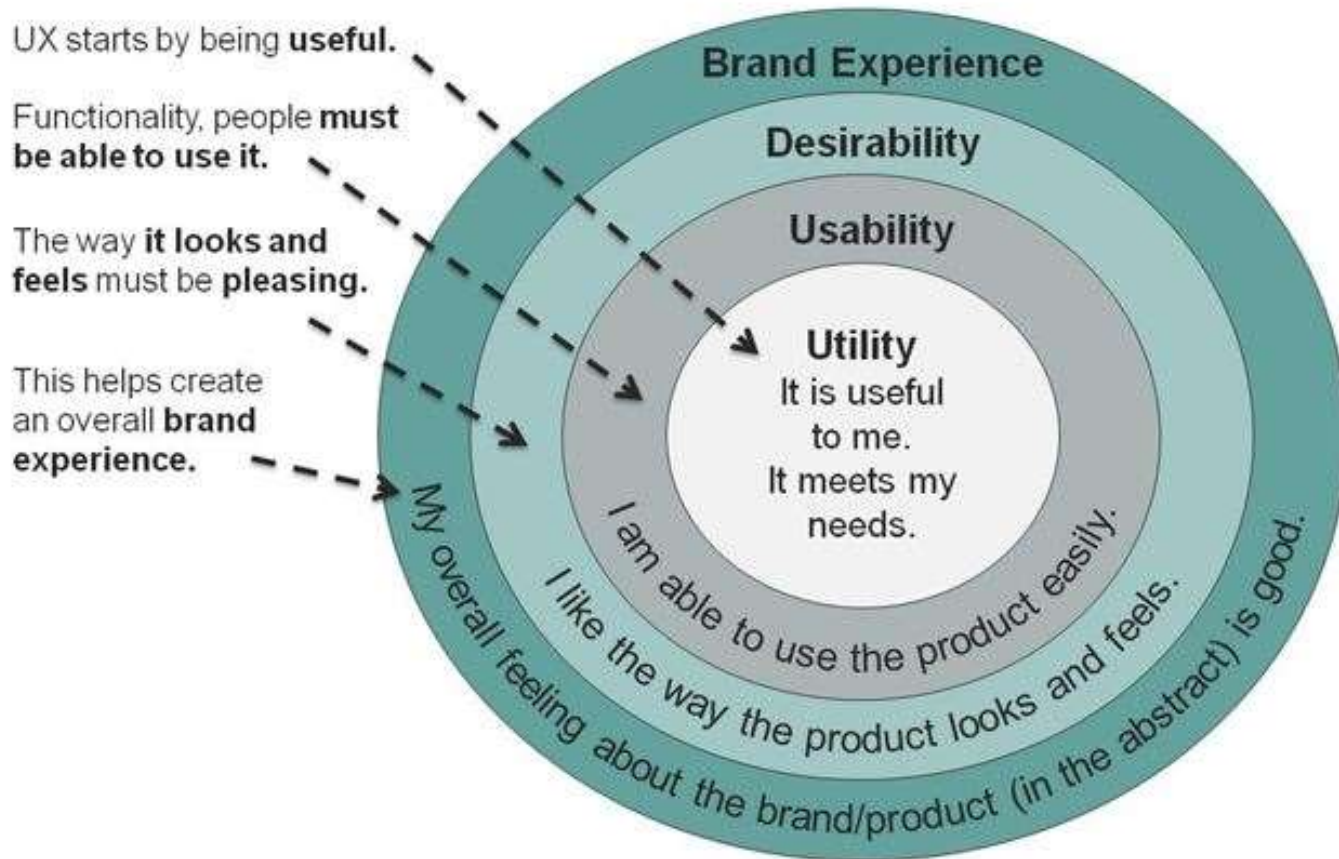 UX starts by being useful.
Functionality, people must
be able to use it.
The way it looks and
feels must be pleasing.
This helps create
an overall brand
experience.
Brand Experience
Desirability
Usability
Utility
It is useful
to me.
It meets my
needs.
I am able to use the product easily.
I like the way the product looks and feels.
My overall feeling about the brand/product (in the abstract) is good.